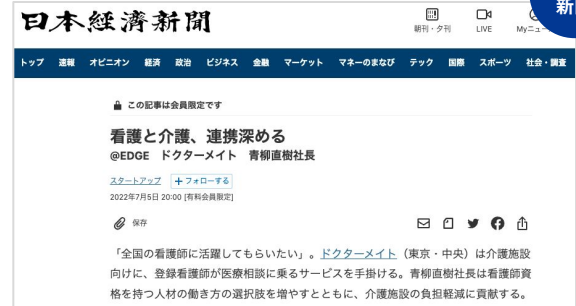 日本経済新聞
朝刊・夕刊
LIVE
新
トップ 速報 オピニオン 経済 政治 ビジネス 金融 マーケット マネーのまなび テック 国際 スポーツ 社会・調査
この記事は会員限定です
看護と介護、連携深める
@EDGE ドクターメイト 青柳直樹社長
スタートアップ +フォローする
2022年7月5日 20:00 [有料会員限定]
保存
「全国の看護師に活躍してもらいたい」。ドクターメイト（東京・中央）は介護施設
向けに、登録看護師が医療相談に乗るサービスを手掛ける。青柳直樹社長は看護師資
格を持つ人材の働き方の選択肢を増やすとともに、介護施設の負担軽減に貢献する。